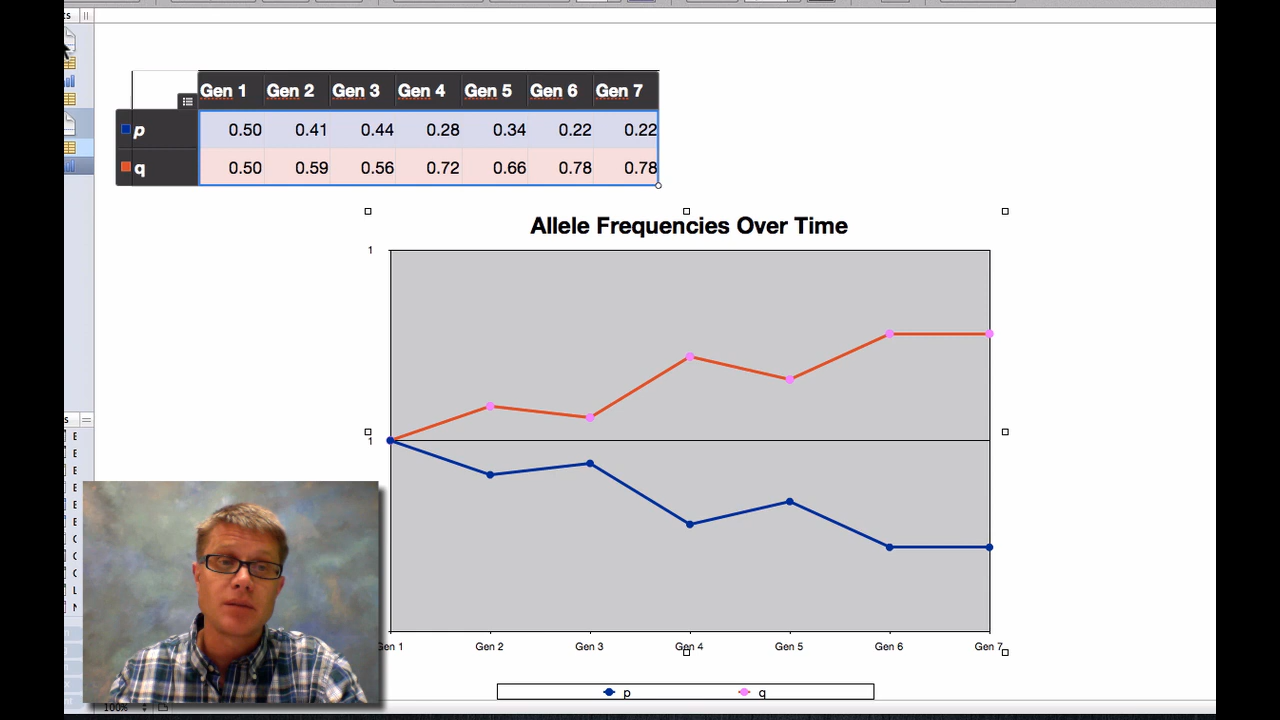 ts
Gen 1 Gen 2 Gen 3 Gen 4 Gen 5 Gen 6 Gen 7
p 0.50 0.41 0.44 0.28 0.34 0.22 0.22
q 0.50 0.59 0.56 0.72 0.66 0.78 0.78
Allele Frequencies Over Time
1
1
s
E
B
B
B
B
B
C
C
C
L
N
Gen 1 Gen 2 Gen 3 Gen 4 Gen 5 Gen 6 Gen 7
p q
100%